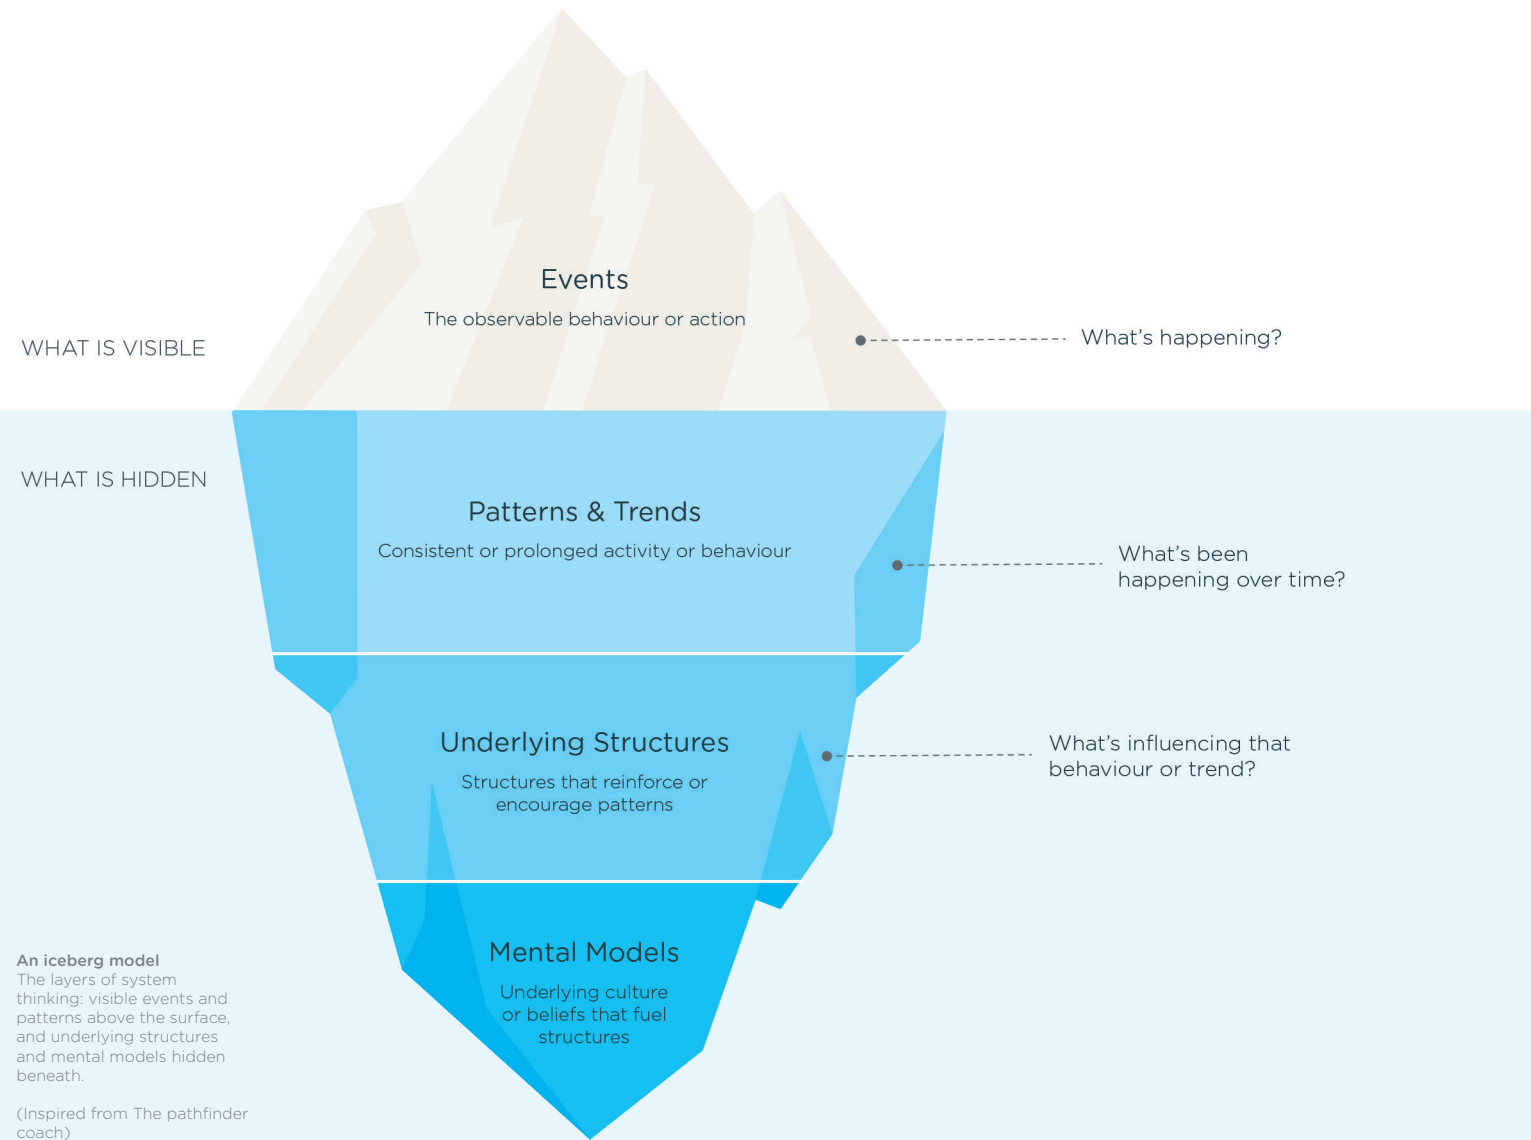 Events
The observable behaviour or action
WHAT IS VISIBLE
What's happening?
WHAT IS HIDDEN
Patterns & Trends
Consistent or prolonged activity or behaviour
What's been
happening over time?
Underlying Structures
Structures that reinforce or
encourage patterns
What's influencing that
behaviour or trend?
Mental Models
Underlying culture
or beliefs that fuel
structures
An iceberg model
The layers of system
thinking: visible events and
patterns above the surface,
and underlying structures
and mental models hidden
beneath.
(Inspired from The pathfinder
coach)